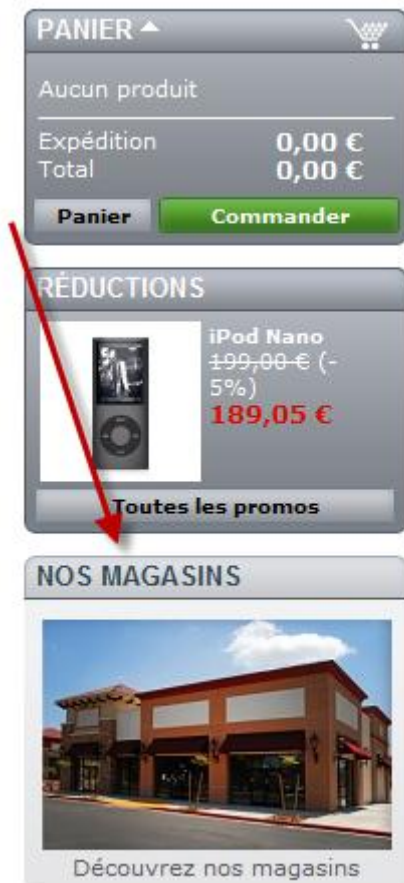 PANIER
Aucun produit
Expédition 0,00 €
Total 0,00 €
Panier Commander
RÉDUCTIONS
iPod Nano
199,00 € (-
5%)
189,05 €
Toutes les promos
NOS MAGASINS
Découvrez nos magasins